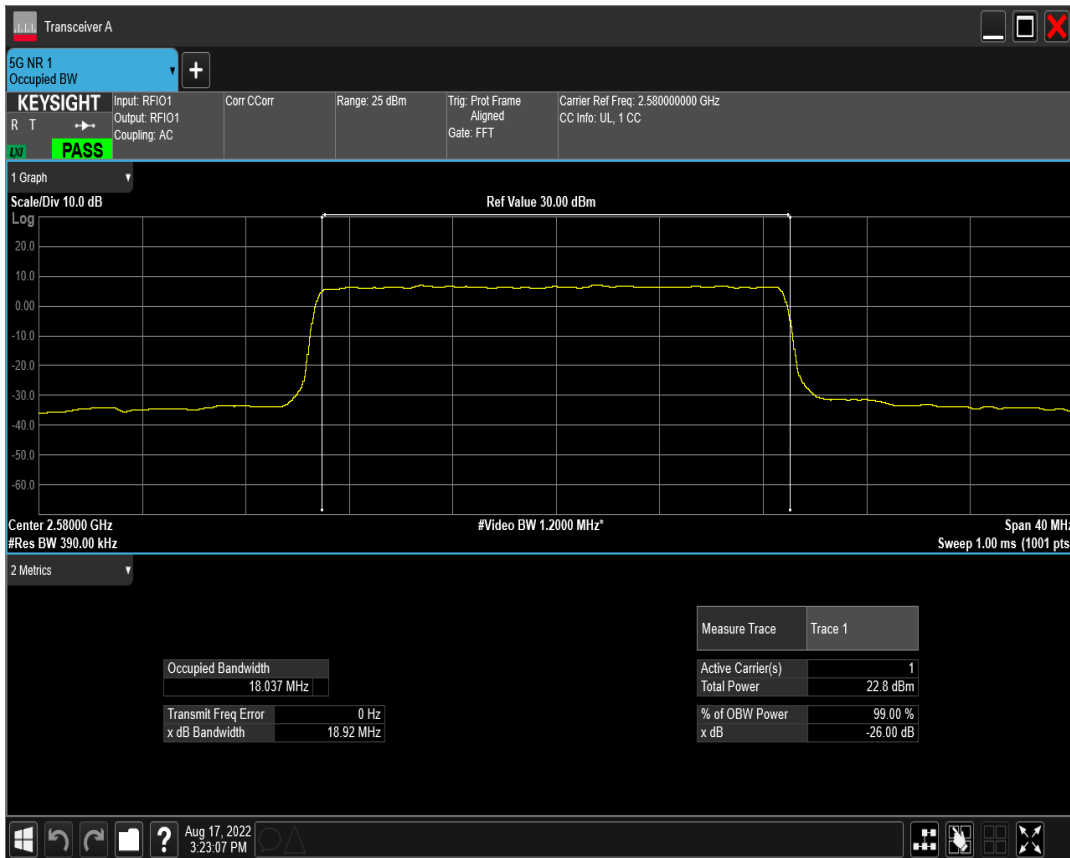 Transceiver A
5G NR 1
Occupied BW
+
KEYSIGHT
R T
LXI
PASS
Input: RFIO1
Output: RFIO1
Coupling: AC
Corr CCorr
Range: 25 dBm
Trig: Prot Frame
Aligned
Gate: FFT
Carrier Ref Freq: 2.580000000 GHz
CC Info: UL, 1 CC
1 Graph
Scale/Div 10.0 dB
Ref Value 30.00 dBm
Log
20.0
10.0
0.00
-10.0
-20.0
-30.0
-40.0
-50.0
-60.0
Center 2.58000 GHz
#Video BW 1.2000 MHz*
Span 40 MHz
#Res BW 390.00 kHz
Sweep 1.00 ms (1001 pts
2 Metrics
Measure Trace Trace 1
Occupied Bandwidth
18.037 MHz
Transmit Freq Error 0 Hz
x dB Bandwidth 18.92 MHz
Active Carrier(s) 1
Total Power 22.8 dBm
% of OBW Power 99.00 %
x dB -26.00 dB
?
Aug 17, 2022
3:23:07 PM